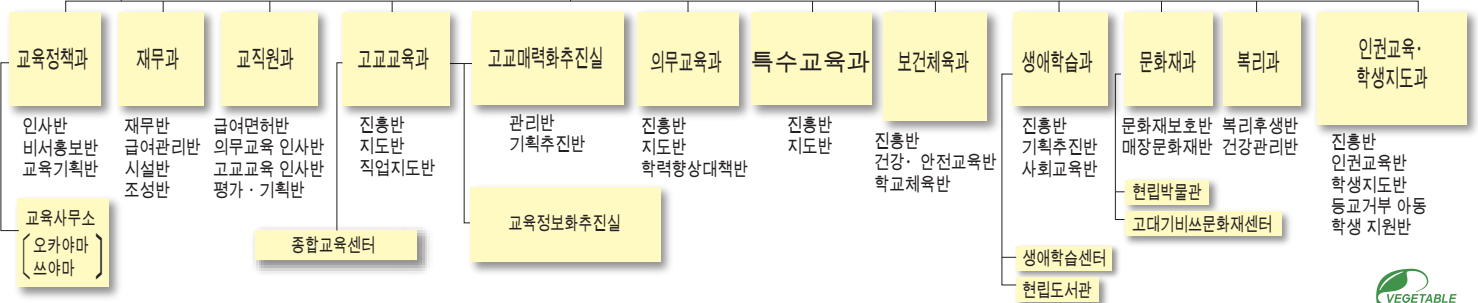 교육정책과
인사반
비서홍보반
교육기획반
교육사무소
오카야마
쓰야마
재무과
재무반
급여관리반
시설반
조성반
교직원과
급여면허반
의무교육 인사반
고교교육 인사반
평가 · 기획반
고교교육과
진흥반
지도반
직업지도반
종합교육센터
고교매력화추진실
관리반
기획추진반
교육정보화추진실
의무교육과
진흥반
지도반
학력향상대책반
특수교육과
진흥반
지도반
보건체육과
진흥반
건강· 안전교육반
학교체육반
생애학습과
진흥반
기획추진반
사회교육반
생애학습센터
현립도서관
문화재과
문화재보호반
매장문화재반
현립박물관
고대기비쓰문화재센터
복리과
복리후생반
건강관리반
인권교육·
학생지도과
진흥반
인권교육반
학생지도반
등교거부 아동
학생 지원반
VEGETABLE